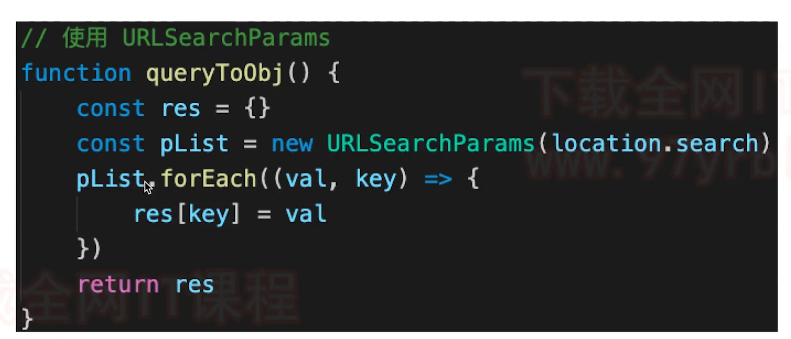 // 使用 URLSearchParams
function queryToObj() {
    const res = {}
    const pList = new URLSearchParams(location.search)
    pList.forEach((val, key) => {
        res[key] = val
    })
    return res
}
下载全网IT
www.97yrb
全网IT课程